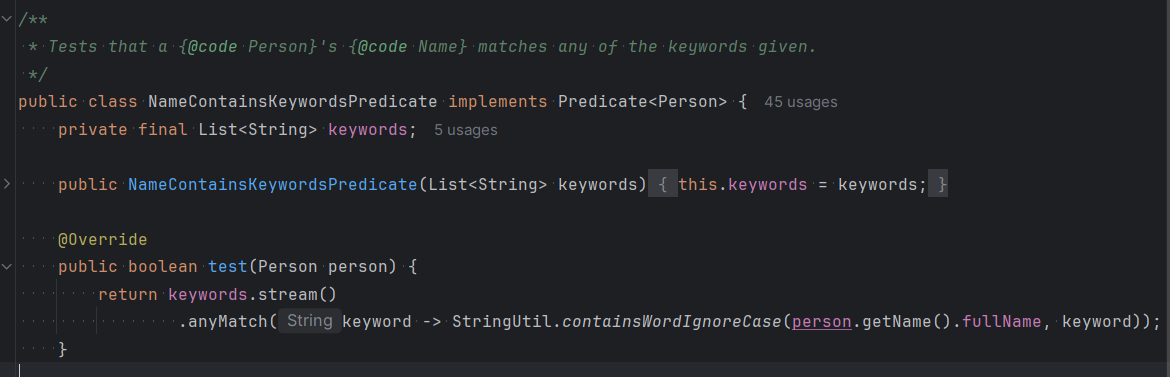 /**
 * Tests that a {@code Person}'s {@code Name} matches any of the keywords given.
 */
public class NameContainsKeywordsPredicate implements Predicate<Person> {  45 usages
    private final List<String> keywords;  5 usages
    public NameContainsKeywordsPredicate(List<String> keywords) { this.keywords = keywords; }
    @Override
    public boolean test(Person person) {
        return keywords.stream()
                .anyMatch( String keyword -> StringUtil.containsWordIgnoreCase(person.getName().fullName, keyword));
    }